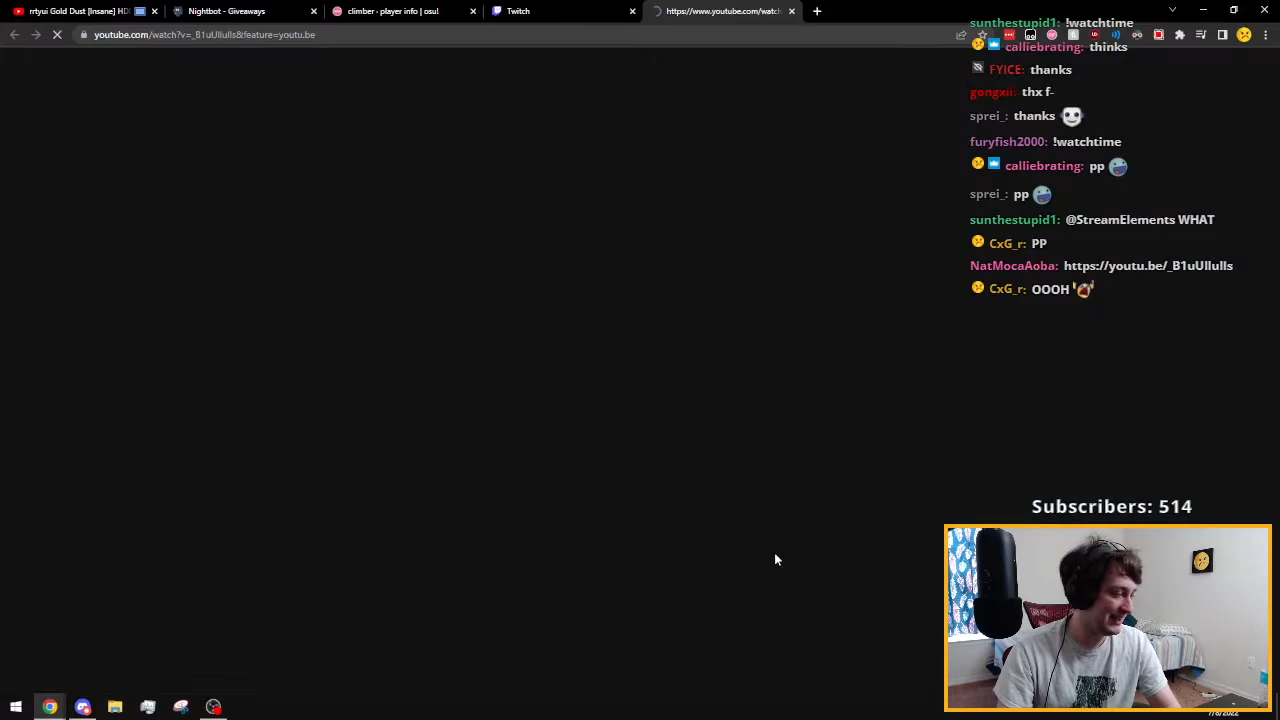 rrtyui Gold Dust [Insane] HD
Nightbot - Giveaways
climber · player info | osu!
Twitch
https://www.youtube.com/watch
youtube.com/watch?v=_B1uUllulls&feature=youtu.be
sunthestupid1: !watchtime
calliebrating: thinks
FYICE: thanks
gongxii: thx f-
sprei_: thanks
furyfish2000: !watchtime
calliebrating: pp
sprei_: pp
sunthestupid1: @StreamElements WHAT
CxG_r: PP
NatMocaAoba: https://youtu.be/_B1uUllulls
CxG_r: OOOH
Subscribers: 514